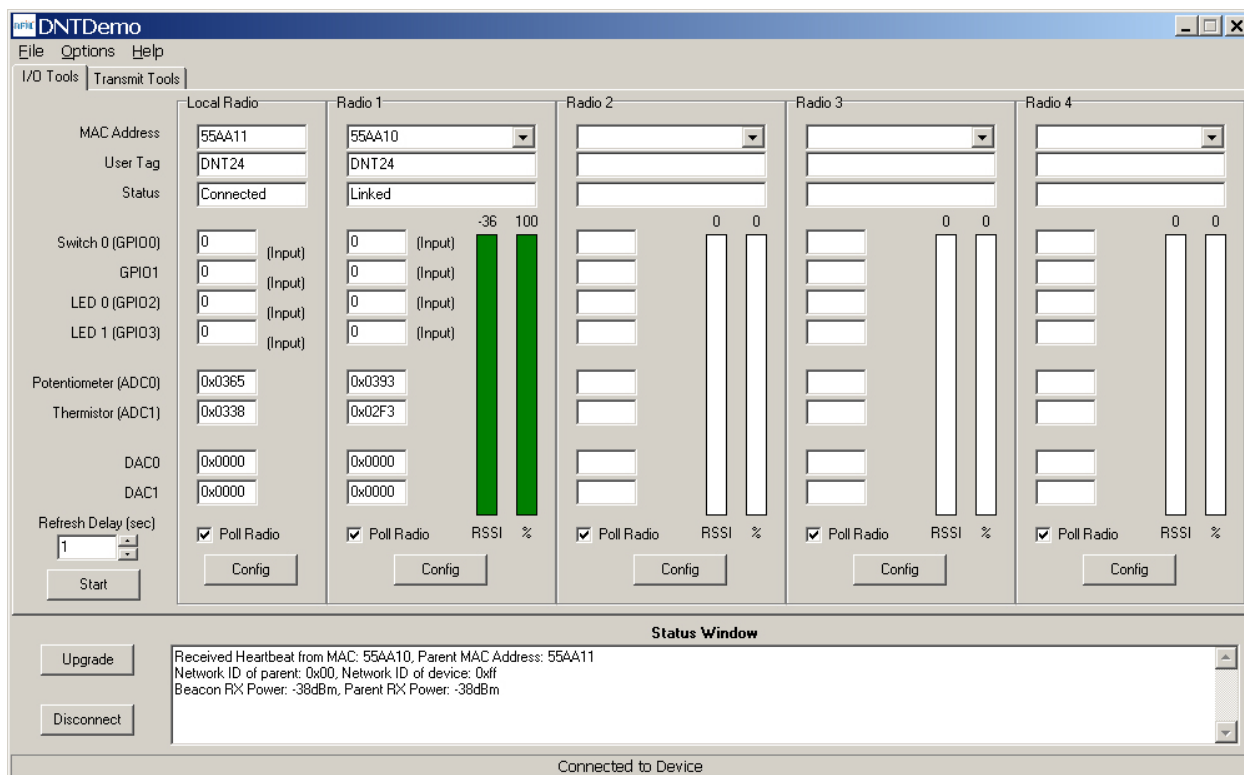 RFM DNTDemo
File Options Help
I/O Tools Transmit Tools
Local Radio Radio 1 Radio 2 Radio 3 Radio 4
MAC Address 55AA11 55AA10
User Tag DNT24 DNT24
Status Connected Linked
-36 100 0 0 0 0 0 0
Switch 0 (GPIO0) 0 (Input) 0 (Input)
GPIO1 0 (Input) 0 (Input)
LED 0 (GPIO2) 0 (Input) 0 (Input)
LED 1 (GPIO3) 0 (Input) 0 (Input)
Potentiometer (ADC0) 0x0365 0x0393
Thermistor (ADC1) 0x0338 0x02F3
DAC0 0x0000 0x0000
DAC1 0x0000 0x0000
Refresh Delay (sec)
1
Poll Radio Poll Radio RSSI % Poll Radio RSSI % Poll Radio RSSI % Poll Radio RSSI %
Start Config Config Config Config Config
Status Window
Upgrade
Received Heartbeat from MAC: 55AA10, Parent MAC Address: 55AA11
Network ID of parent: 0x00, Network ID of device: 0xff
Beacon RX Power: -38dBm, Parent RX Power: -38dBm
Disconnect
Connected to Device